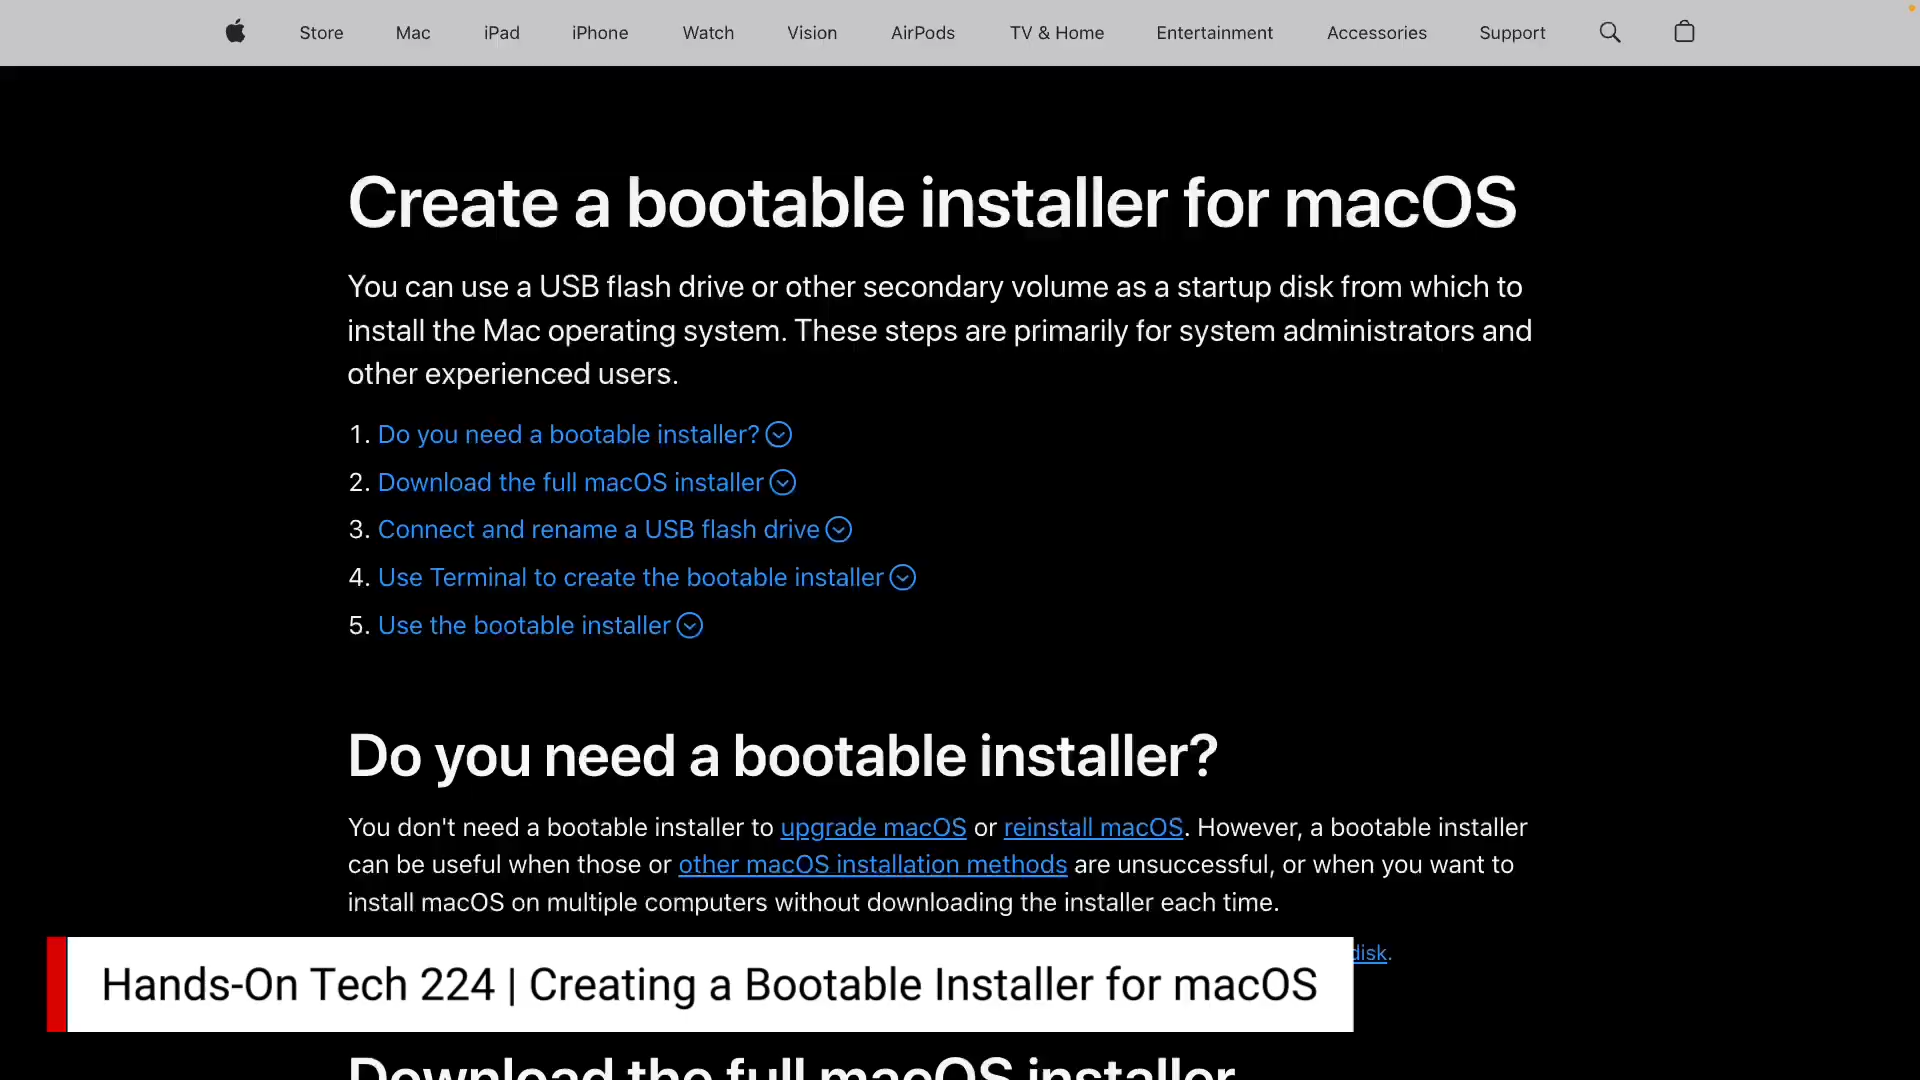 Store Mac iPad iPhone Watch Vision AirPods TV & Home Entertainment Accessories Support
Create a bootable installer for macOS
You can use a USB flash drive or other secondary volume as a startup disk from which to
install the Mac operating system. These steps are primarily for system administrators and
other experienced users.
1. Do you need a bootable installer?
2. Download the full macOS installer
3. Connect and rename a USB flash drive
4. Use Terminal to create the bootable installer
5. Use the bootable installer
Do you need a bootable installer?
You don't need a bootable installer to upgrade macOS or reinstall macOS. However, a bootable installer
can be useful when those or other macOS installation methods are unsuccessful, or when you want to
install macOS on multiple computers without downloading the installer each time.
disk.
Hands-On Tech 224 | Creating a Bootable Installer for macOS
Download the full macOS installer